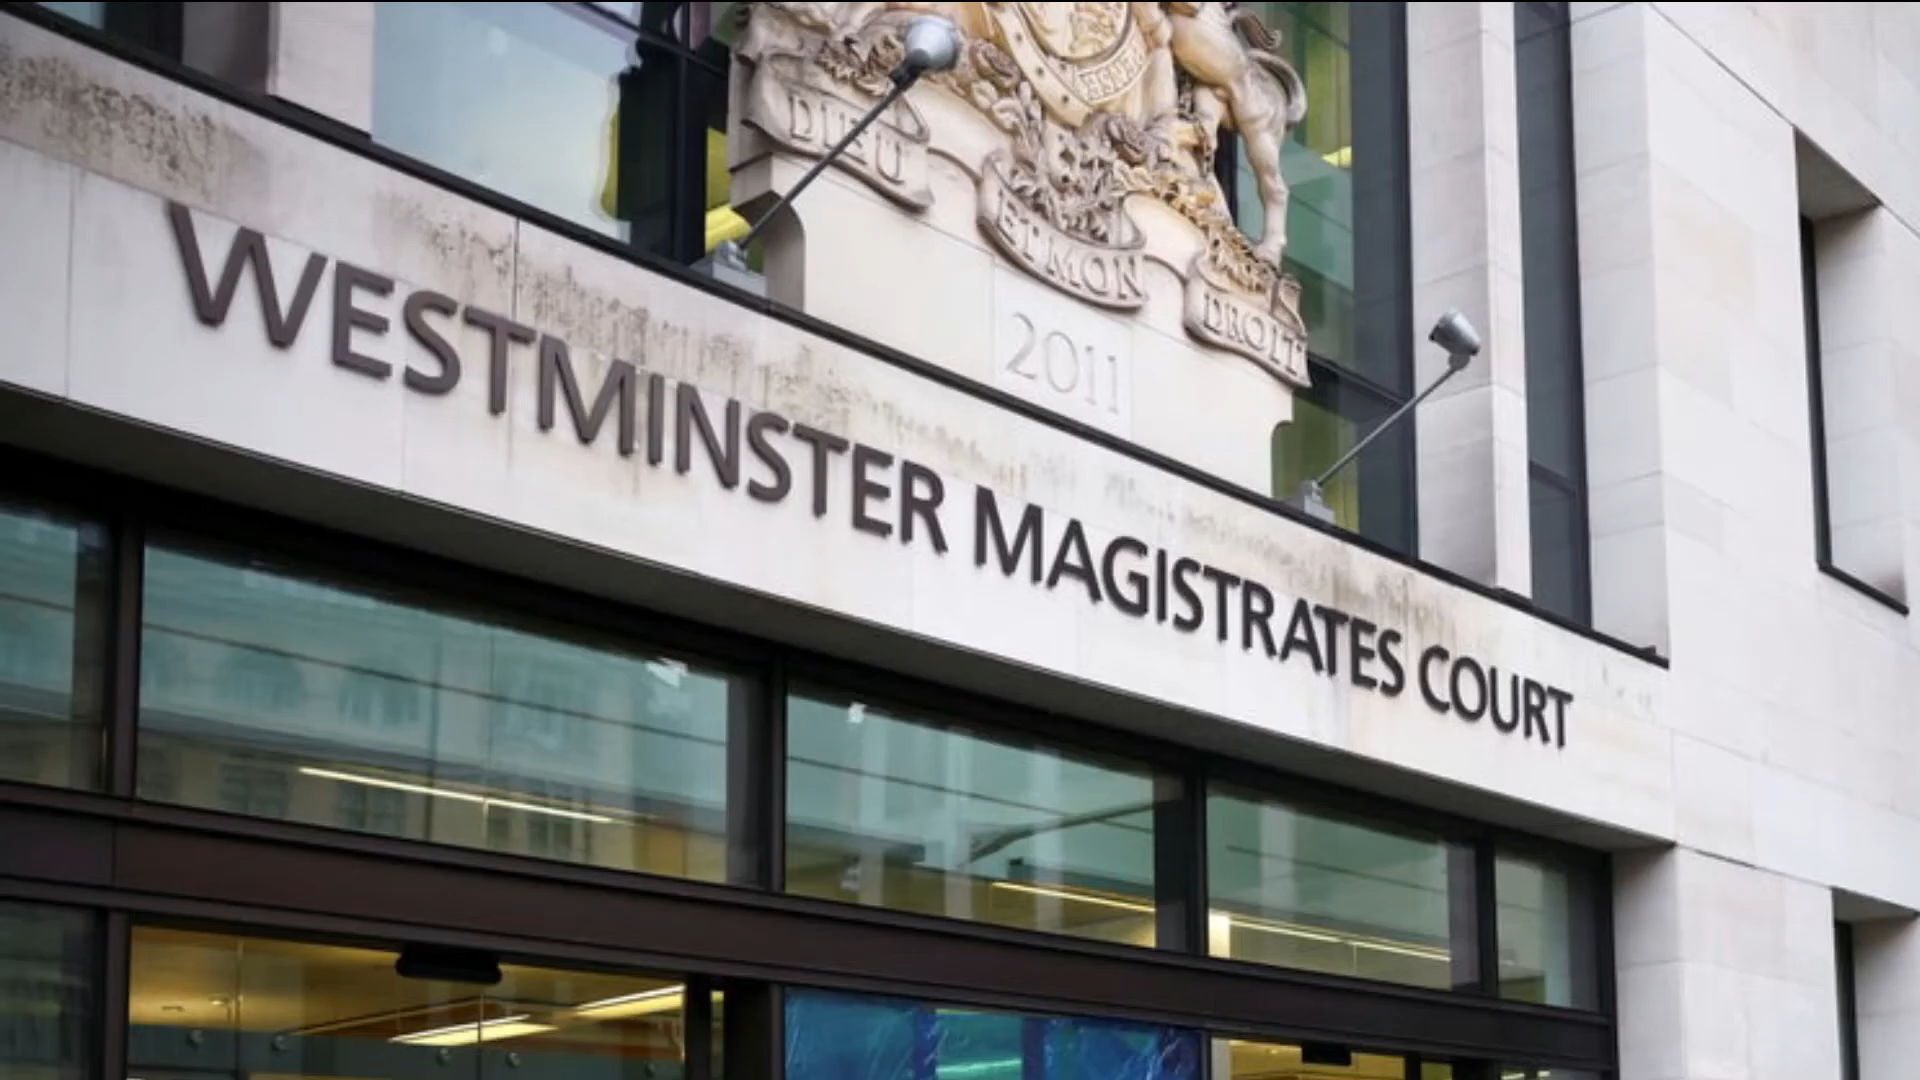 DIEU
ET MON
DROIT
2011
WESTMINSTER MAGISTRATES COURT